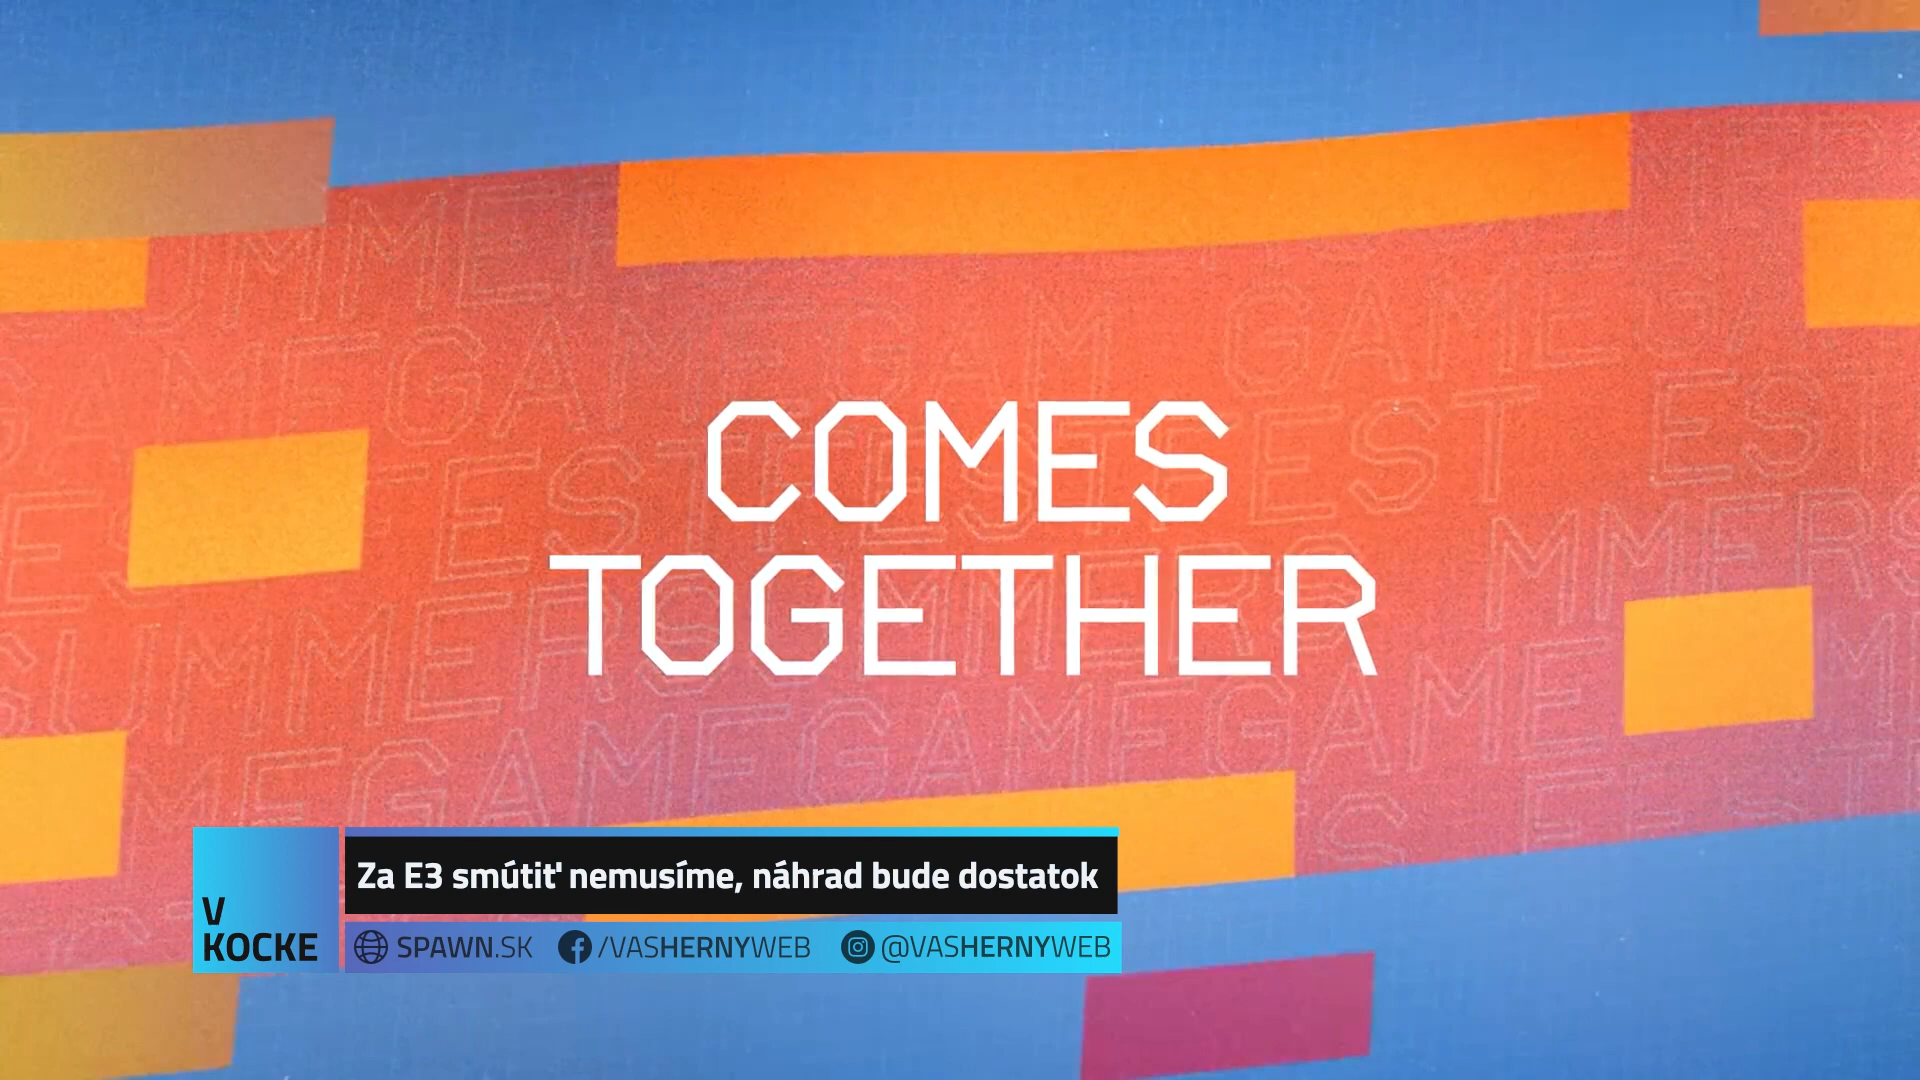 COMES
TOGETHER
Za E3 smútiť nemusíme, náhrad bude dostatok
V
KOCKE
SPAWN.SK /VASHERNYWEB @VASHERNYWEB